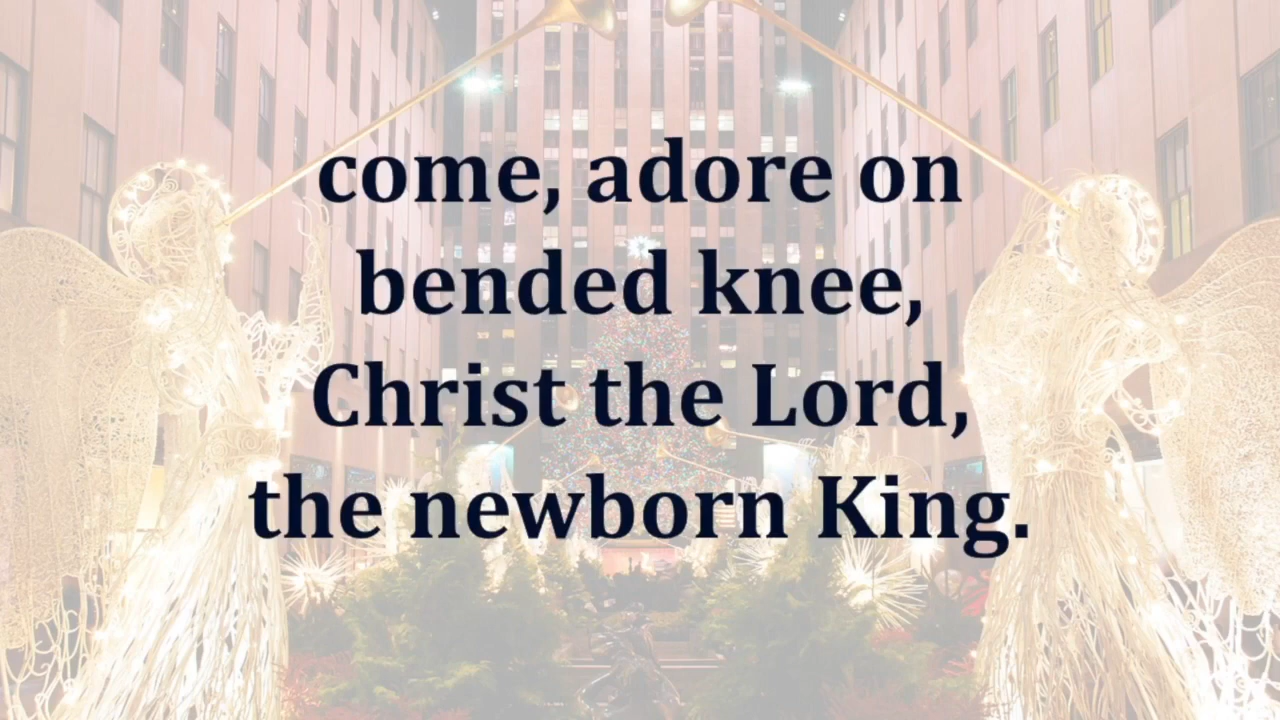 come, adore on
bended knee,
Christ the Lord,
the newborn King.